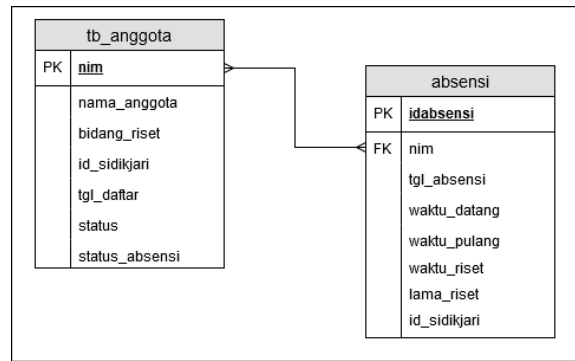 tb_anggota
PK nim
nama_anggota
bidang_riset
id_sidikjari
tgl_daftar
status
status_absensi
absensi
PK idabsensi
FK nim
tgl_absensi
waktu_datang
waktu_pulang
waktu_riset
lama_riset
id_sidikjari